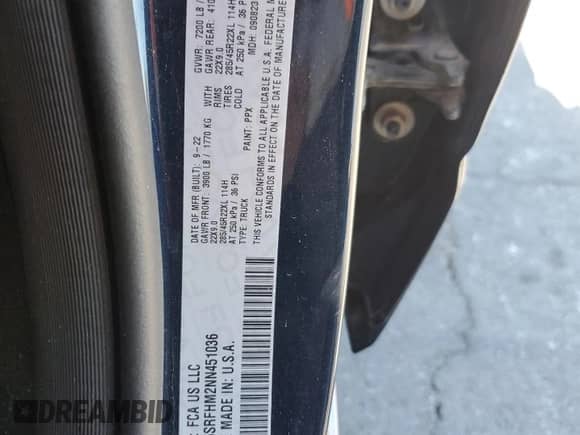 FCA US LLC
SRFHM2NN451036
MADE IN: U.S.A.
DATE OF MFR (BUILT): 9-22
GAWR FRONT: 3900 LB / 1770 KG WITH
22X9.0 RIMS
285/45R22XL 114H TIRES
AT 250 kPa / 36 PSI COLD
TYPE: TRUCK
PAINT: PPX
GVWR: 7200 LB /
GAWR REAR: 410
22X9.0
285/45R22XL 114H
AT 250 kPa / 36 PSI
MDH: 090823
THIS VEHICLE CONFORMS TO ALL APPLICABLE U.S.A. FEDERAL M
STANDARDS IN EFFECT ON THE DATE OF MANUFACTURE
DREAMBID